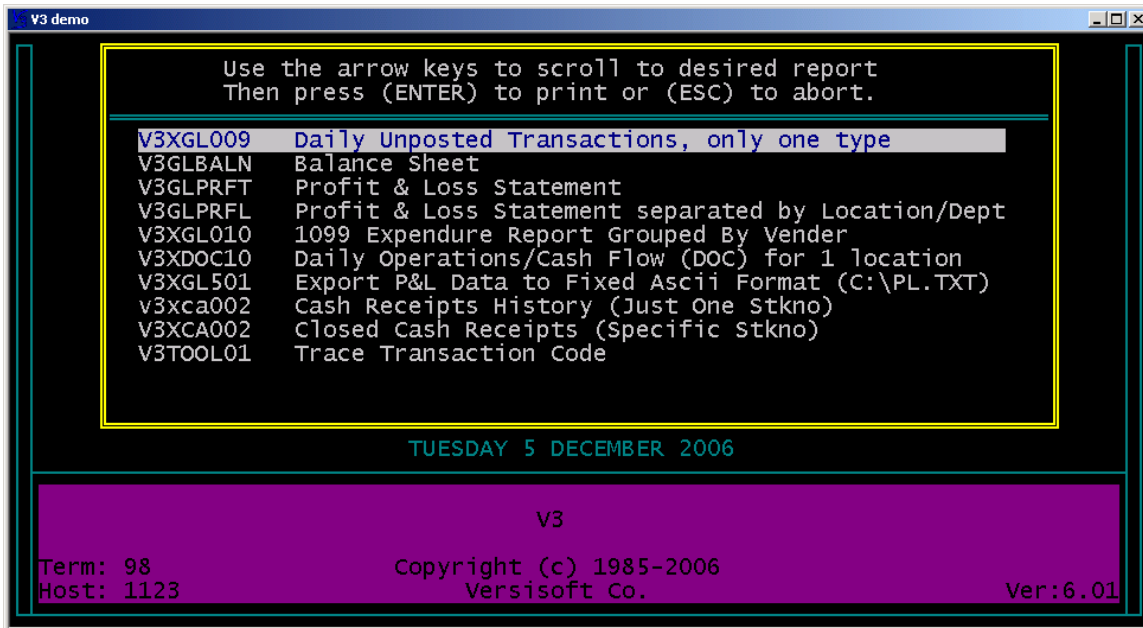 V3 demo
Use the arrow keys to scroll to desired report
Then press (ENTER) to print or (ESC) to abort.
V3XGL009 Daily Unposted Transactions, only one type
V3GLBALN Balance Sheet
V3GLPRFT Profit & Loss Statement
V3GLPRFL Profit & Loss Statement separated by Location/Dept
V3XGL010 1099 Expendure Report Grouped By Vender
V3XDOC10 Daily Operations/Cash Flow (DOC) for 1 location
V3XGL501 Export P&L Data to Fixed Ascii Format (C:\PL.TXT)
v3xca002 Cash Receipts History (Just One Stkno)
V3XCA002 Closed Cash Receipts (Specific Stkno)
V3TOOL01 Trace Transaction Code
TUESDAY 5 DECEMBER 2006
V3
Term: 98 Copyright (c) 1985-2006
Host: 1123 Versisoft Co. Ver:6.01